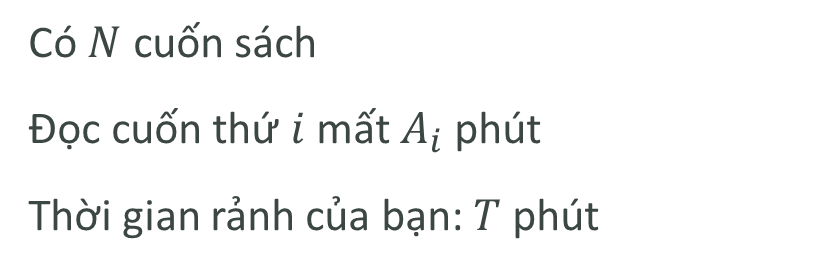 Có N cuốn sách
Đọc cuốn thứ i mất Aᵢ phút
Thời gian rảnh của bạn: T phút